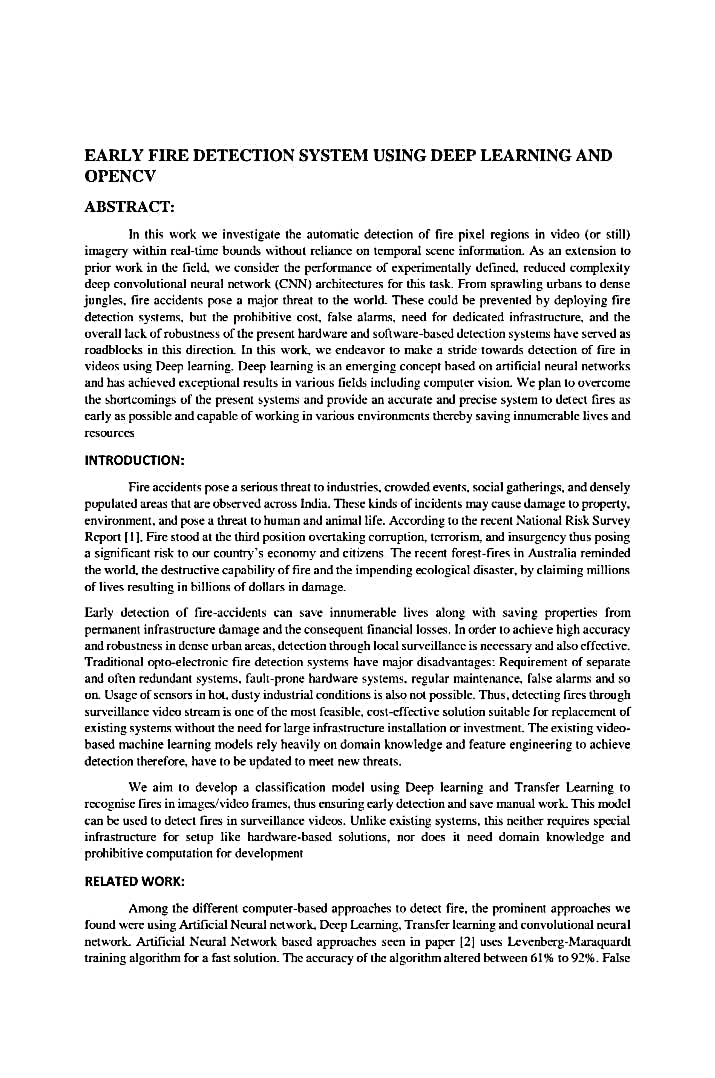 EARLY FIRE DETECTION SYSTEM USING DEEP LEARNING AND
OPENCV
ABSTRACT:
In this work we investigate the automatic detection of fire pixel regions in video (or still)
imagery within real-time bounds without reliance on temporal scene information. As an extension to
prior work in the field, we consider the performance of experimentally defined, reduced complexity
deep convolutional neural network (CNN) architectures for this task. From sprawling urbans to dense
jungles, fire accidents pose a major threat to the world. These could be prevented by deploying fire
detection systems, but the prohibitive cost, false alarms, need for dedicated infrastructure, and the
overall lack of robustness of the present hardware and software-based detection systems have served as
roadblocks in this direction. In this work, we endeavor to make a stride towards detection of fire in
videos using Deep learning. Deep learning is an emerging concept based on artificial neural networks
and has achieved exceptional results in various fields including computer vision. We plan to overcome
the shortcomings of the present systems and provide an accurate and precise system to detect fires as
early as possible and capable of working in various environments thereby saving innumerable lives and
resources
INTRODUCTION:
Fire accidents pose a serious threat to industries, crowded events, social gatherings, and densely
populated areas that are observed across India. These kinds of incidents may cause damage to property,
environment, and pose a threat to human and animal life. According to the recent National Risk Survey
Report [1], Fire stood at the third position overtaking corruption, terrorism, and insurgency thus posing
a significant risk to our country's economy and citizens. The recent forest-fires in Australia reminded
the world, the destructive capability of fire and the impending ecological disaster, by claiming millions
of lives resulting in billions of dollars in damage.
Early detection of fire-accidents can save innumerable lives along with saving properties from
permanent infrastructure damage and the consequent financial losses. In order to achieve high accuracy
and robustness in dense urban areas, detection through local surveillance is necessary and also effective.
Traditional opto-electronic fire detection systems have major disadvantages: Requirement of separate
and often redundant systems, fault-prone hardware systems, regular maintenance, false alarms and so
on. Usage of sensors in hot, dusty industrial conditions is also not possible. Thus, detecting fires through
surveillance video stream is one of the most feasible, cost-effective solution suitable for replacement of
existing systems without the need for large infrastructure installation or investment. The existing video-
based machine learning models rely heavily on domain knowledge and feature engineering to achieve
detection therefore, have to be updated to meet new threats.
We aim to develop a classification model using Deep learning and Transfer Learning to
recognise fires in images/video frames, thus ensuring early detection and save manual work. This model
can be used to detect fires in surveillance videos. Unlike existing systems, this neither requires special
infrastructure for setup like hardware-based solutions, nor does it need domain knowledge and
prohibitive computation for development
RELATED WORK:
Among the different computer-based approaches to detect fire, the prominent approaches we
found were using Artificial Neural network, Deep Learning, Transfer learning and convolutional neural
network. Artificial Neural Network based approaches seen in paper [2] uses Levenberg-Maraquardt
training algorithm for a fast solution. The accuracy of the algorithm altered between 61% to 92%. False